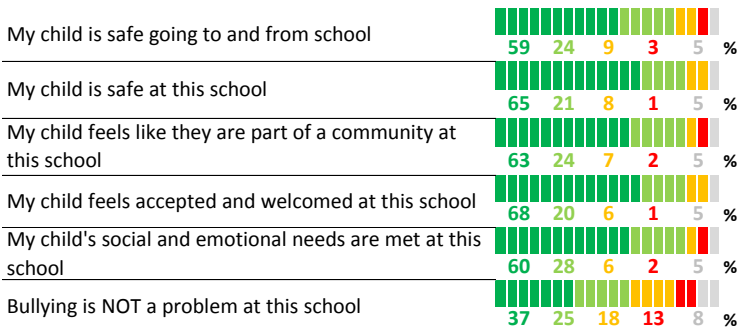 My child is safe going to and from school
59 24 9 3 5 %
My child is safe at this school
65 21 8 1 5 %
My child feels like they are part of a community at
this school
63 24 7 2 5 %
My child feels accepted and welcomed at this school
68 20 6 1 5 %
My child's social and emotional needs are met at this
school
60 28 6 2 5 %
Bullying is NOT a problem at this school
37 25 18 13 8 %